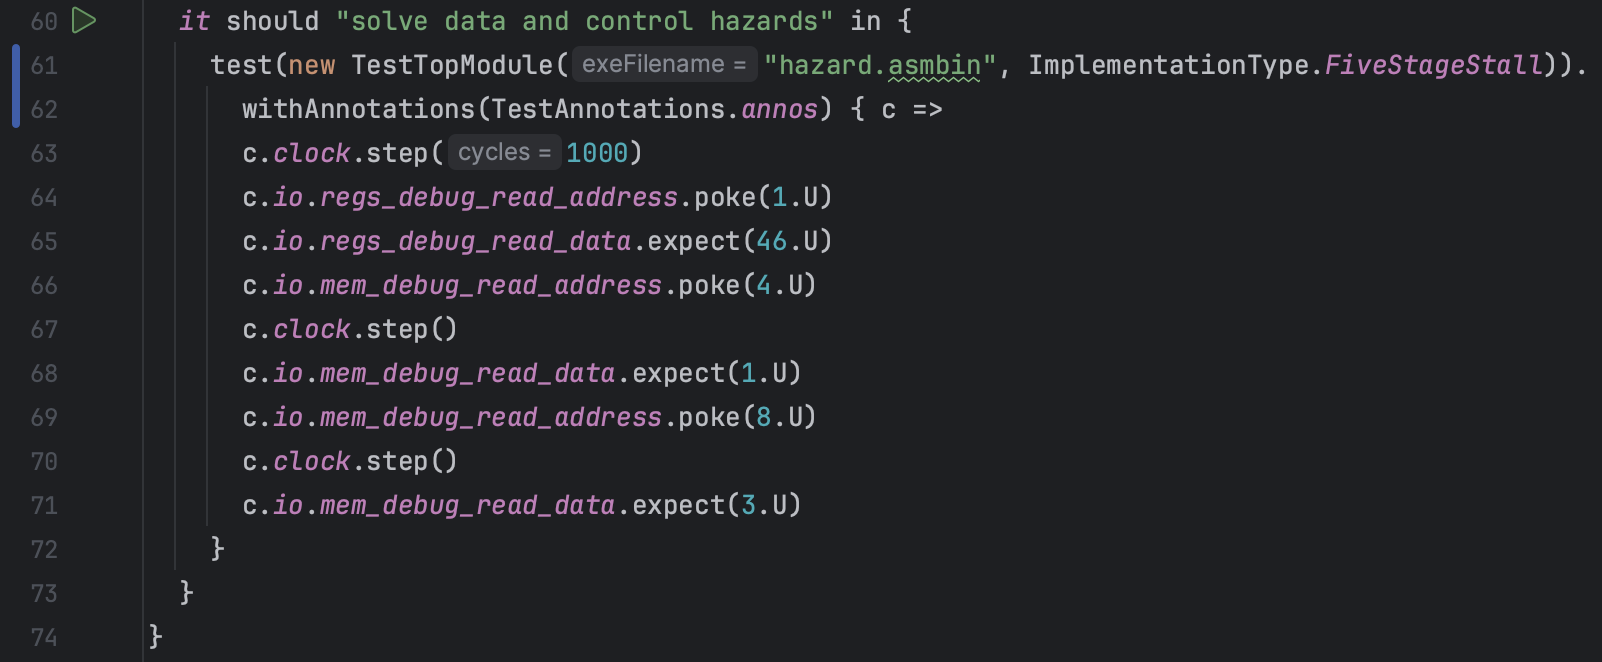 60 it should "solve data and control hazards" in {
61 test(new TestTopModule( exeFilename = "hazard.asmbin", ImplementationType.FiveStageStall)).
62 withAnnotations(TestAnnotations.annos) { c =>
63 c.clock.step( cycles = 1000)
64 c.io.regs_debug_read_address.poke(1.U)
65 c.io.regs_debug_read_data.expect(46.U)
66 c.io.mem_debug_read_address.poke(4.U)
67 c.clock.step()
68 c.io.mem_debug_read_data.expect(1.U)
69 c.io.mem_debug_read_address.poke(8.U)
70 c.clock.step()
71 c.io.mem_debug_read_data.expect(3.U)
72 }
73 }
74 }